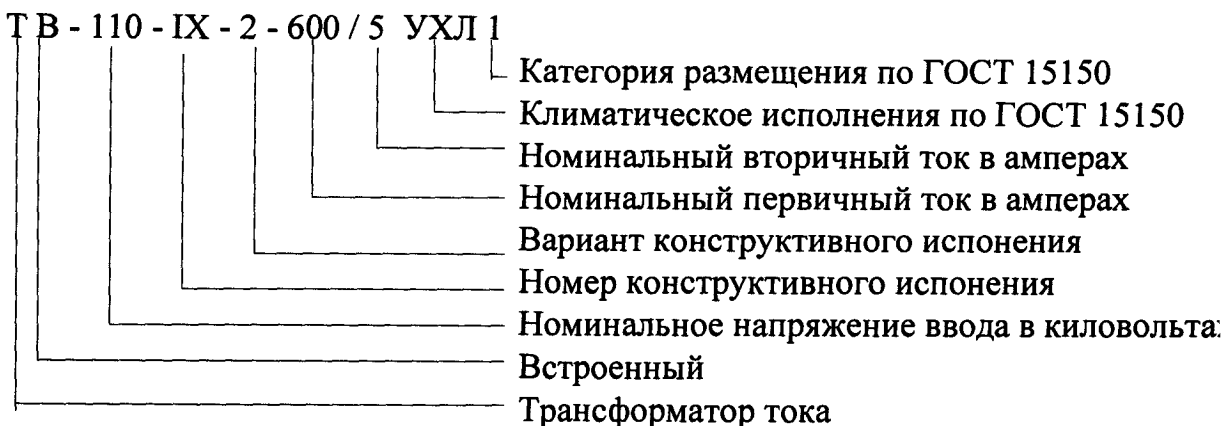 Т В - 110 - IX - 2 - 600 / 5 УХЛ 1
Категория размещения по ГОСТ 15150
Климатическое исполнения по ГОСТ 15150
Номинальный вторичный ток в амперах
Номинальный первичный ток в амперах
Вариант конструктивного испонения
Номер конструктивного испонения
Номинальное напряжение ввода в киловольта
Встроенный
Трансформатор тока